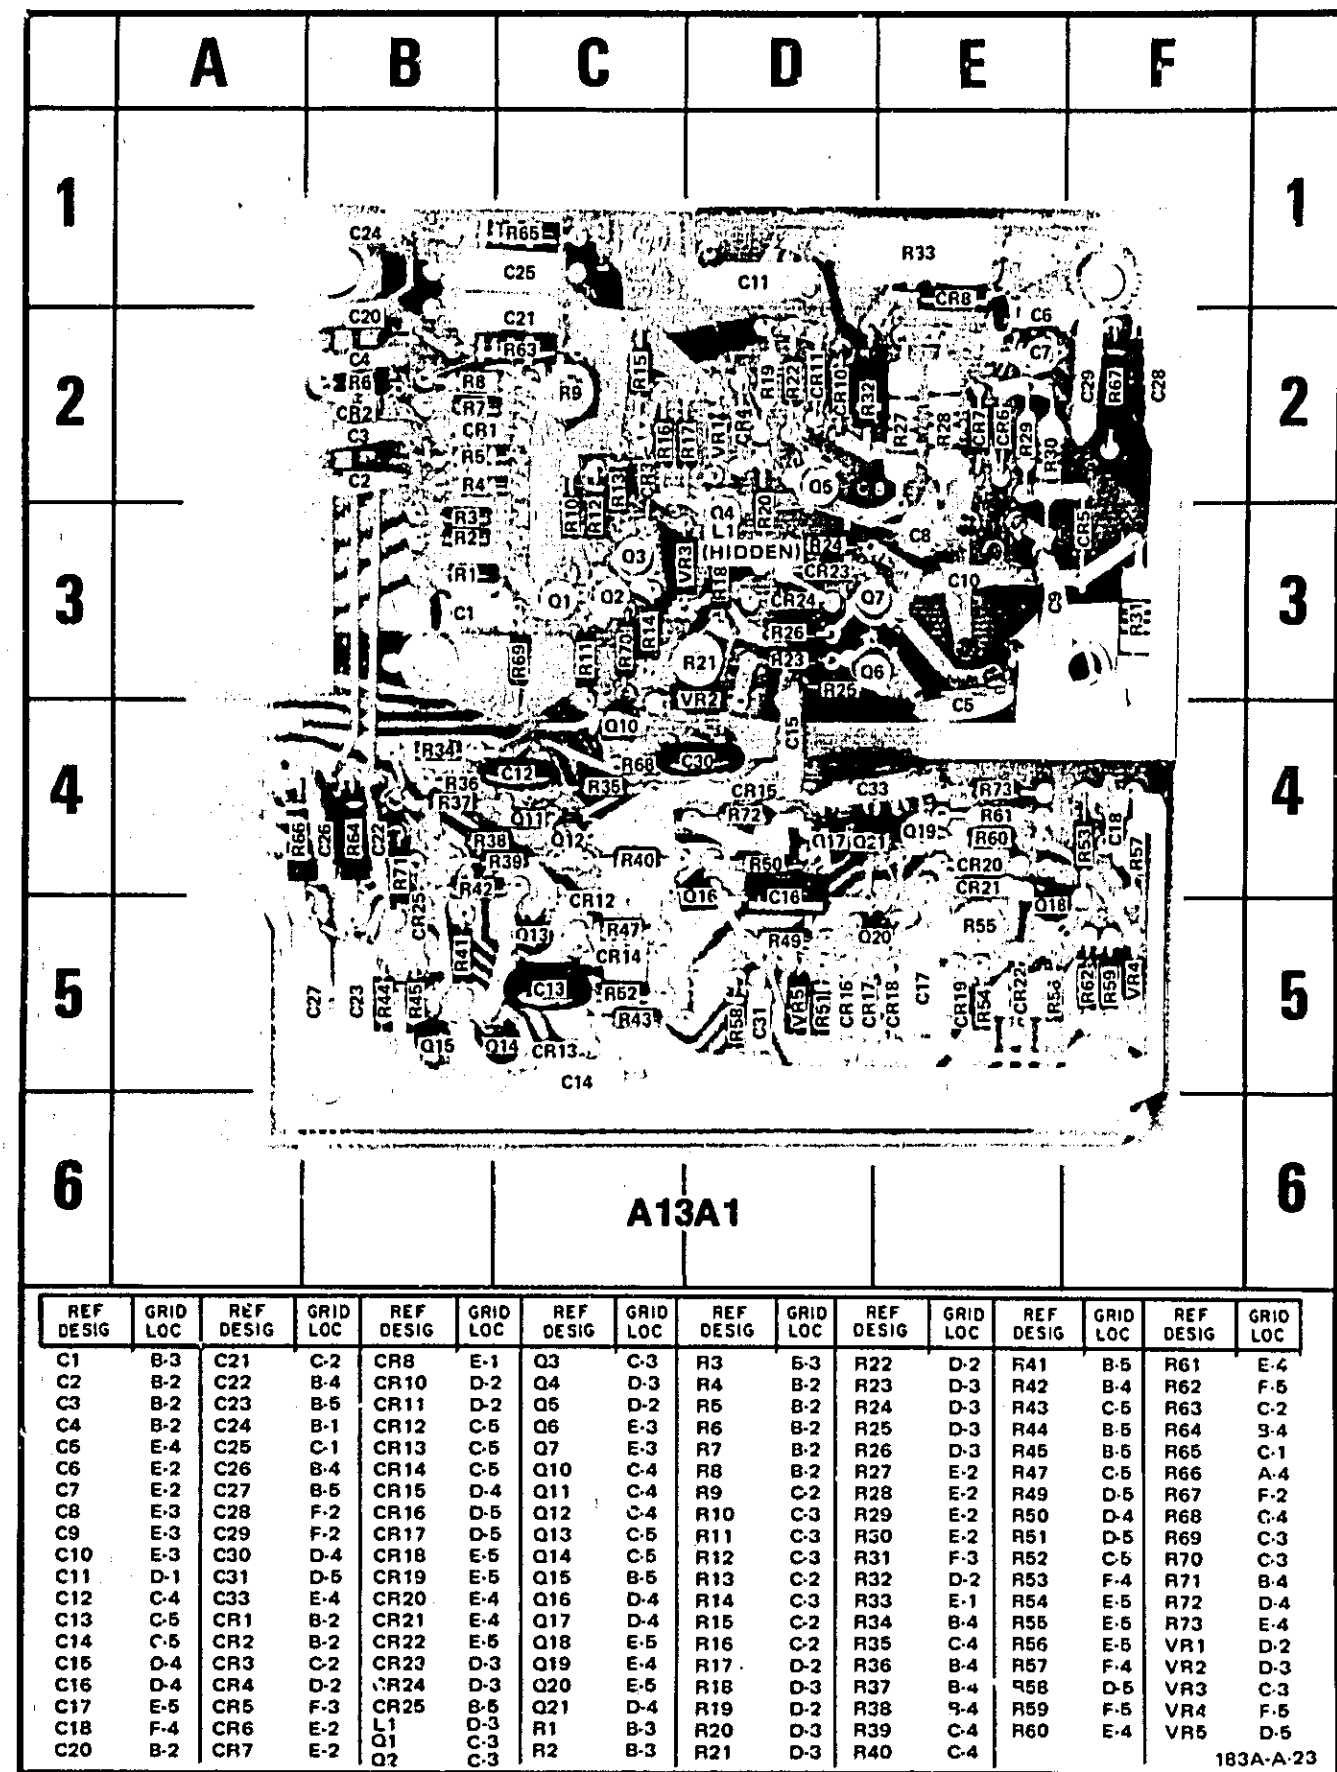 A B C D E F
1 1
C24 R65 R33
C25 C11
CR8
C20 C21 C6
C4 R63 R15 R19 R22 CR11 CR10 C7
2 R6 R8 R9 R32 C29 R67 C28 2
CR2 CR7 VR1 CR4 R27 R28 CR7 CR6 R29 R30
C3 CR1 R16 R17
R5
C2 R4 R13 CR3 Q5
R3 R10 R12 Q4 R20 CR5
R2 L1 C8
Q3 (HIDDEN) R24
R1 VR3 R18 CR23 C10
3 C1 Q1 Q2 CR24 Q7 C9 R31 3
R14 R26
R69 R11 R70 R21 R23 Q6
R25
VR2 C5
Q10 C15
R34 R68 C30
4 R36 C12 R35 CR15 C33 R73 4
R37 Q11 R72 R61
R66 C26 R64 C22 R38 Q12 Q17 Q21 Q19 R60 R53 C18 R57
R71 R39 R40 R50 CR20
R42 CR12 Q16 C16 CR21 Q18
CR25 Q13 R47 R49 Q20 R55
R41 CR14
5 C27 C23 R44 R45 C13 R52 VR5 R51 CR16 CR17 CR18 C17 CR19 R54 CR22 R56 R62 R59 VR4 5
R43 R58 C31
Q15 Q14 CR13
C14
6 6
A13A1
REF DESIG GRID LOC REF DESIG GRID LOC REF DESIG GRID LOC REF DESIG GRID LOC REF DESIG GRID LOC REF DESIG GRID LOC REF DESIG GRID LOC REF DESIG GRID LOC
C1 B-3 C21 C-2 CR8 E-1 Q3 C-3 R3 B-3 R22 D-2 R41 B-5 R61 E-4
C2 B-2 C22 B-4 CR10 D-2 Q4 D-3 R4 B-2 R23 D-3 R42 B-4 R62 F-5
C3 B-2 C23 B-5 CR11 D-2 Q5 D-2 R5 B-2 R24 D-3 R43 C-5 R63 C-2
C4 B-2 C24 B-1 CR12 C-5 Q6 E-3 R6 B-2 R25 D-3 R44 B-5 R64 B-4
C5 E-4 C25 C-1 CR13 C-5 Q7 E-3 R7 B-2 R26 D-3 R45 B-5 R65 C-1
C6 E-2 C26 B-4 CR14 C-5 Q10 C-4 R8 B-2 R27 E-2 R47 C-5 R66 A-4
C7 E-2 C27 B-5 CR15 D-4 Q11 C-4 R9 C-2 R28 E-2 R49 D-5 R67 F-2
C8 E-3 C28 F-2 CR16 D-5 Q12 C-4 R10 C-3 R29 E-2 R50 D-4 R68 C-4
C9 E-3 C29 F-2 CR17 D-5 Q13 C-5 R11 C-3 R30 E-2 R51 D-5 R69 C-3
C10 E-3 C30 D-4 CR18 E-5 Q14 C-5 R12 C-3 R31 F-3 R52 C-5 R70 C-3
C11 D-1 C31 D-5 CR19 E-5 Q15 B-5 R13 C-2 R32 D-2 R53 F-4 R71 B-4
C12 C-4 C33 E-4 CR20 E-4 Q16 D-4 R14 C-3 R33 E-1 R54 E-5 R72 D-4
C13 C-5 CR1 B-2 CR21 E-4 Q17 D-4 R15 C-2 R34 B-4 R55 E-5 R73 E-4
C14 C-5 CR2 B-2 CR22 E-5 Q18 E-5 R16 C-2 R35 C-4 R56 E-5 VR1 D-2
C15 D-4 CR3 C-2 CR23 D-3 Q19 E-4 R17 D-2 R36 B-4 R57 F-4 VR2 D-3
C16 D-4 CR4 D-2 CR24 D-3 Q20 E-5 R18 D-3 R37 B-4 R58 D-5 VR3 C-3
C17 E-5 CR5 F-3 CR25 B-5 Q21 D-4 R19 D-2 R38 B-4 R59 F-5 VR4 F-5
C18 F-4 CR6 E-2 L1 D-3 R1 B-3 R20 D-3 R39 C-4 R60 E-4 VR5 D-5
C20 B-2 CR7 E-2 Q1 C-3 R2 B-3 R21 D-3 R40 C-4
Q2 C-3
183A-A-23